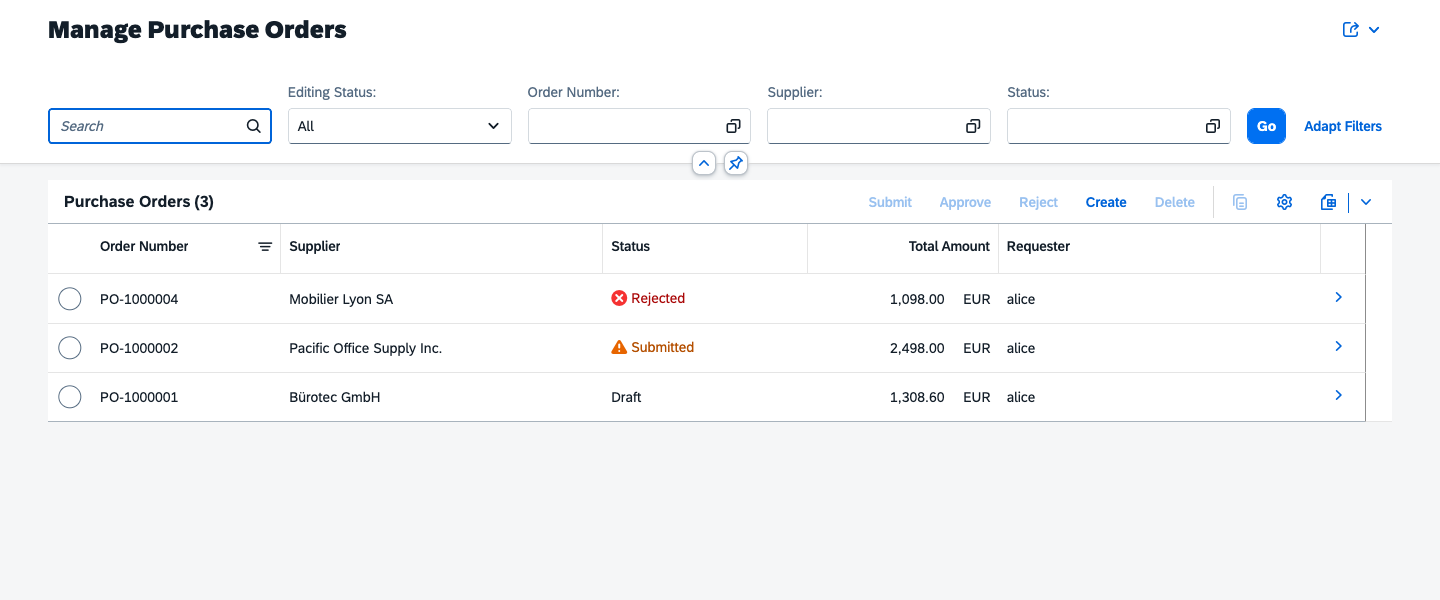 Manage Purchase Orders
Editing Status: Order Number: Supplier: Status:
Search All Go Adapt Filters
Purchase Orders (3) Submit Approve Reject Create Delete
Order Number Supplier Status Total Amount Requester
PO-1000004 Mobilier Lyon SA Rejected 1,098.00 EUR alice
PO-1000002 Pacific Office Supply Inc. Submitted 2,498.00 EUR alice
PO-1000001 Bürotec GmbH Draft 1,308.60 EUR alice